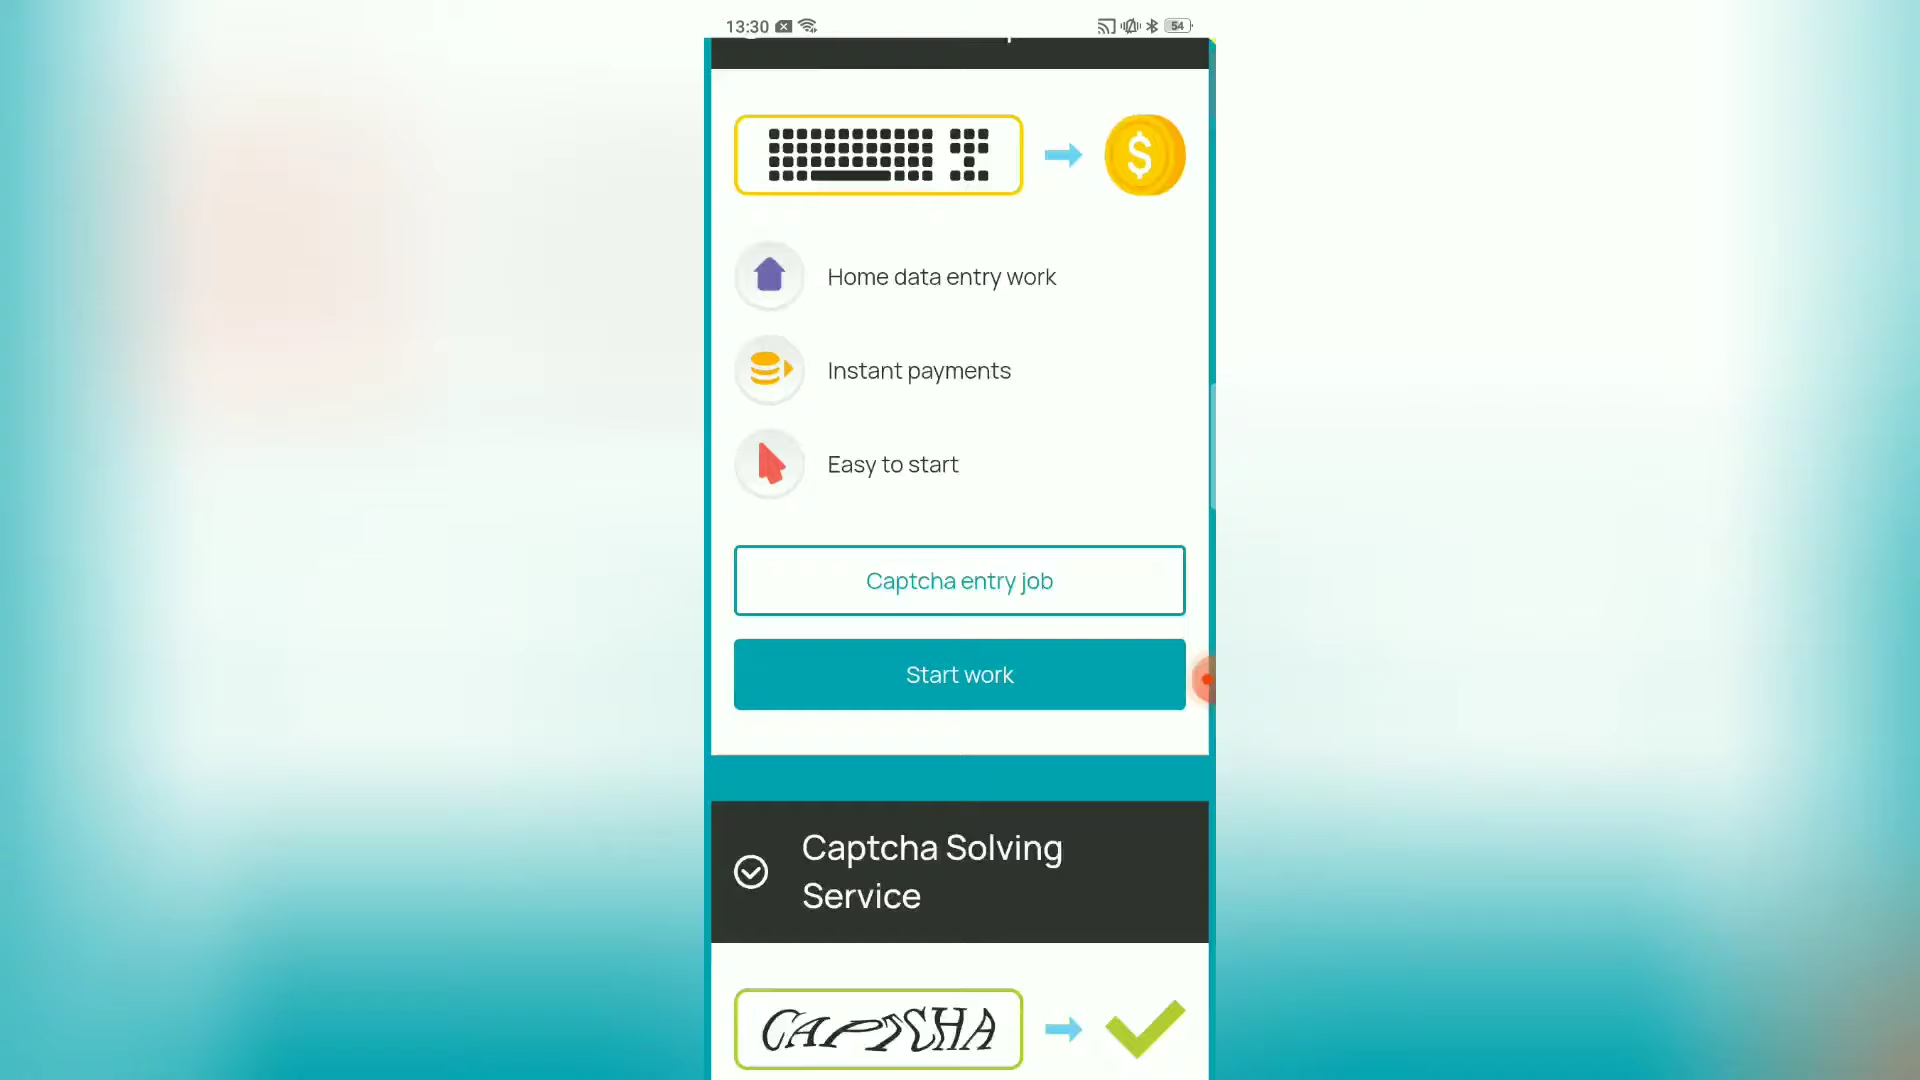 13:30
54
$
Home data entry work
Instant payments
Easy to start
Captcha entry job
Start work
Captcha Solving
Service
CAPTCHA